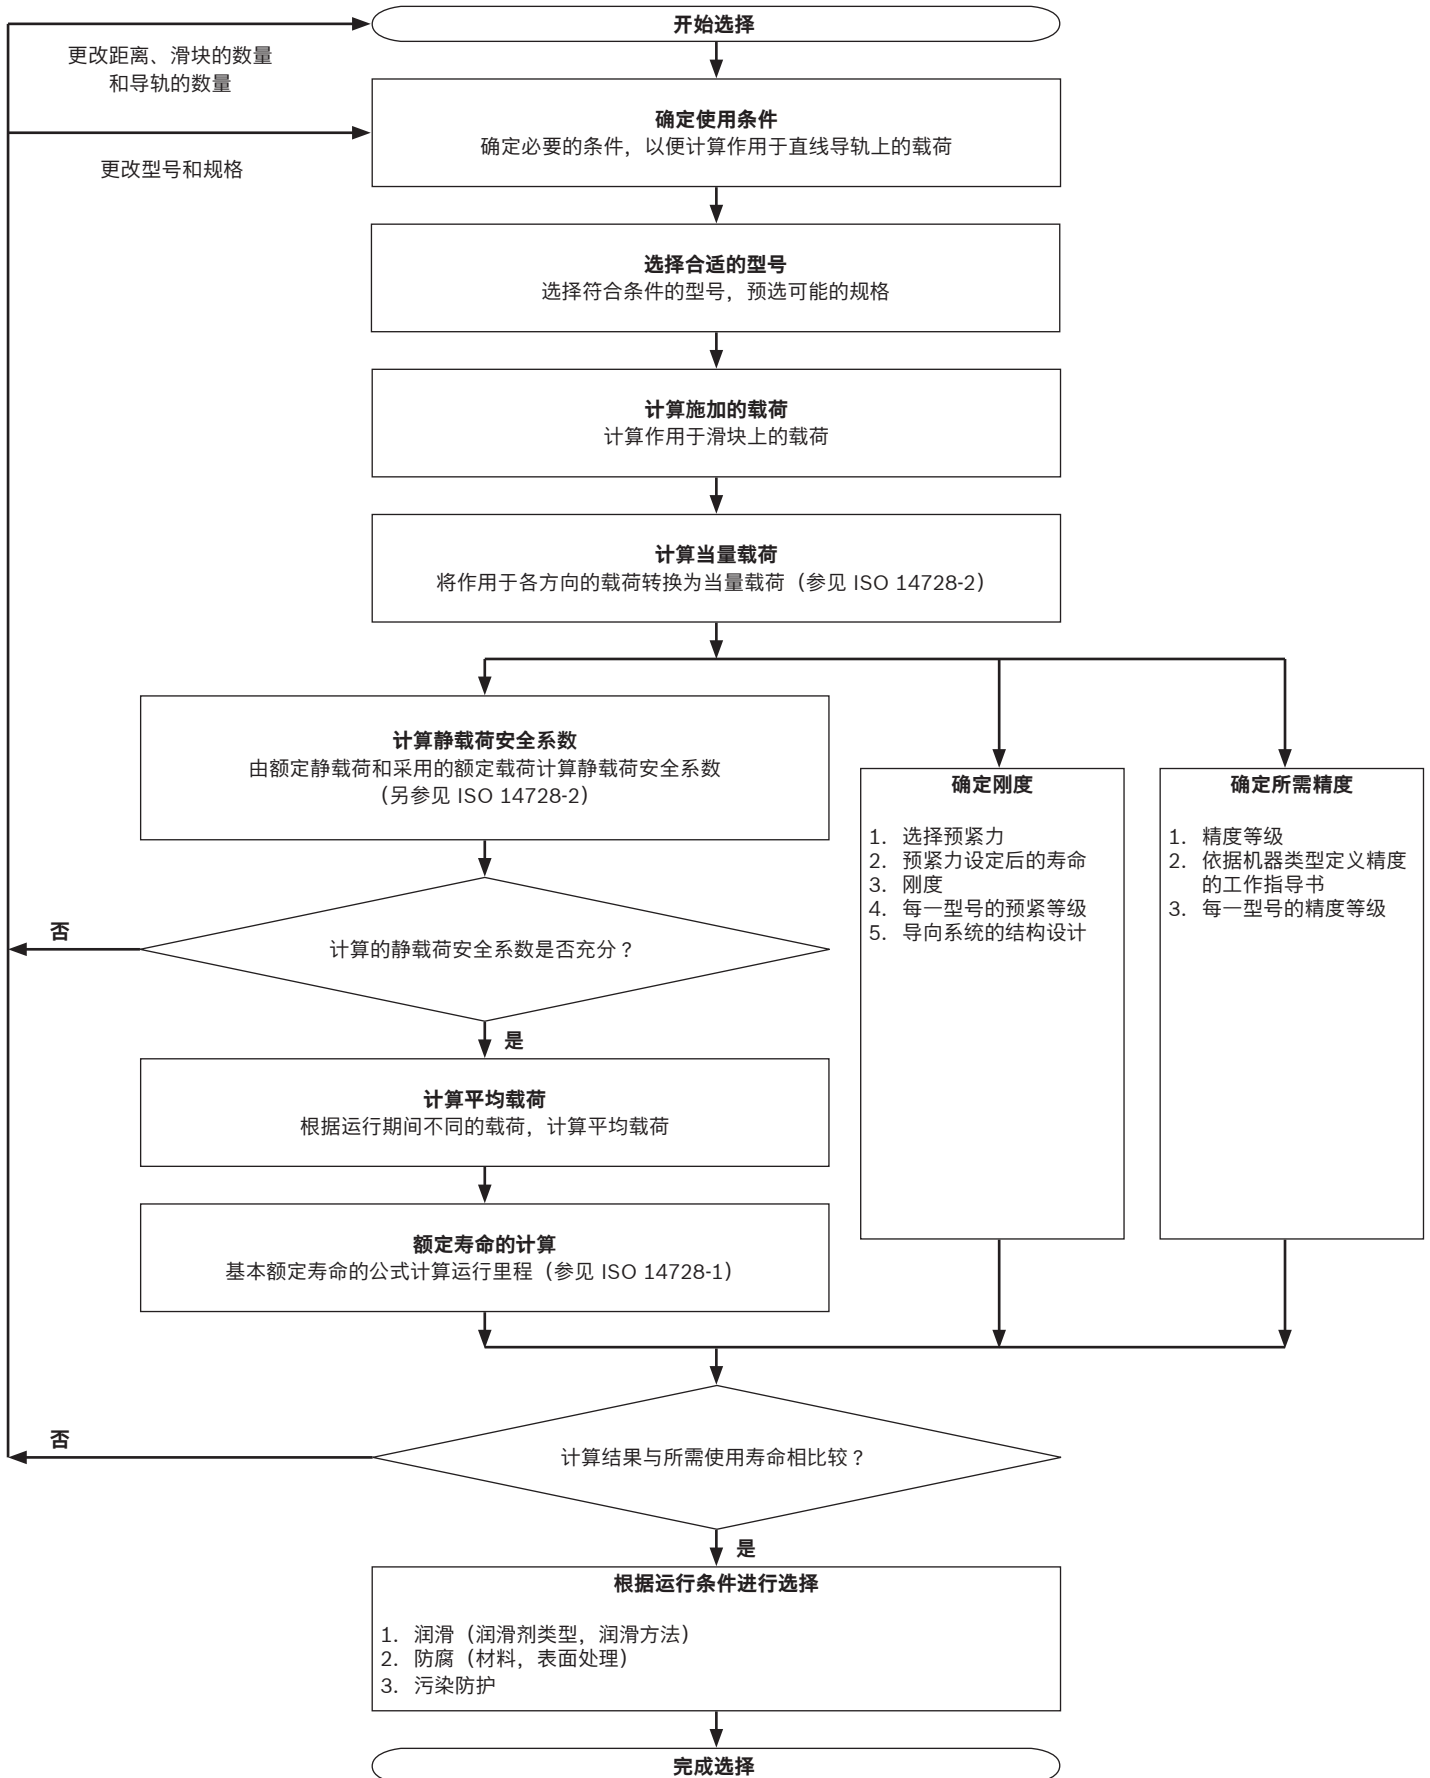 开始选择
更改距离、滑块的数量
和导轨的数量
确定使用条件
确定必要的条件，以便计算作用于直线导轨上的载荷
更改型号和规格
选择合适的型号
选择符合条件的型号，预选可能的规格
计算施加的载荷
计算作用于滑块上的载荷
计算当量载荷
将作用于各方向的载荷转换为当量载荷（参见 ISO 14728-2）
计算静载荷安全系数
由额定静载荷和采用的额定载荷计算静载荷安全系数
（另参见 ISO 14728-2）
确定刚度
1. 选择预紧力
2. 预紧力设定后的寿命
3. 刚度
4. 每一型号的预紧等级
5. 导向系统的结构设计
确定所需精度
1. 精度等级
2. 依据机器类型定义精度
的工作指导书
3. 每一型号的精度等级
否
计算的静载荷安全系数是否充分？
是
计算平均载荷
根据运行期间不同的载荷，计算平均载荷
额定寿命的计算
基本额定寿命的公式计算运行里程（参见 ISO 14728-1）
否
计算结果与所需使用寿命相比较？
是
根据运行条件进行选择
1. 润滑（润滑剂类型，润滑方法）
2. 防腐（材料，表面处理）
3. 污染防护
完成选择